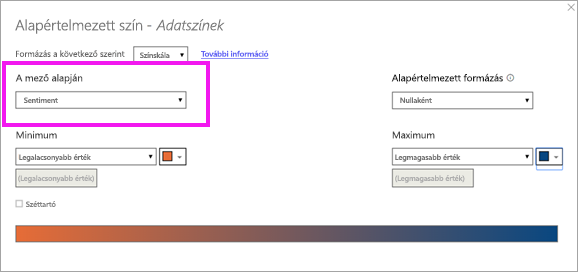 Alapértelmezett szín - Adatszínek
Formázás a következő szerint Színskála További információ
A mező alapján Alapértelmezett formázás
Sentiment Nullaként
Minimum Maximum
Legalacsonyabb érték Legmagasabb érték
(Legalacsonyabb érték) (Legmagasabb érték)
Széttartó